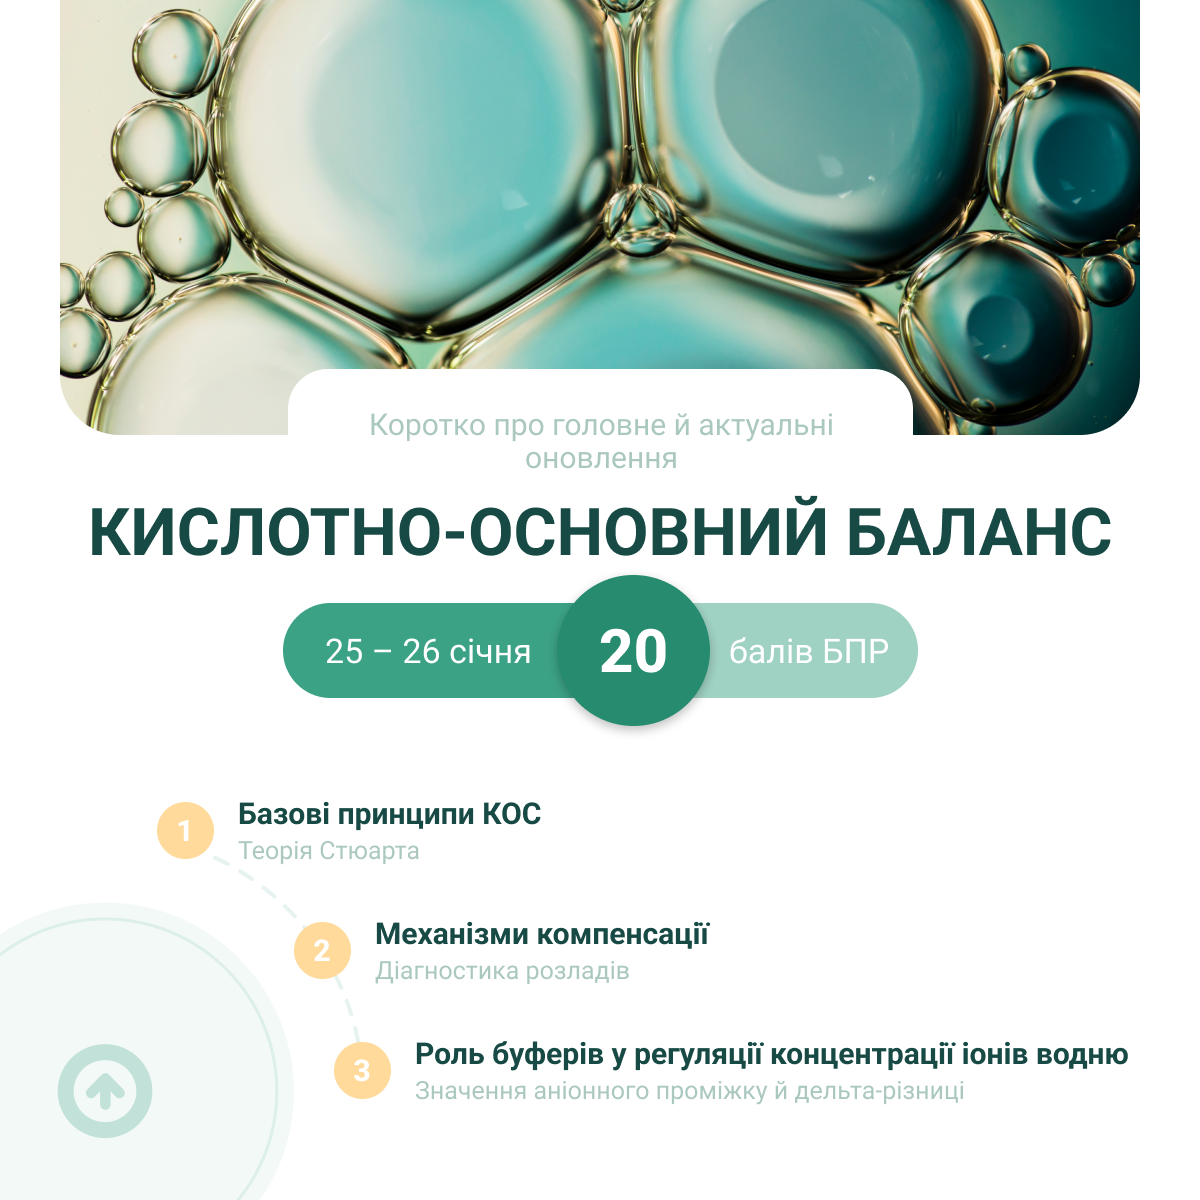 Коротко про головне й актуальні
оновлення
КИСЛОТНО-ОСНОВНИЙ БАЛАНС
25 – 26 січня
20
балів БПР
1
Базові принципи КОС
Теорія Стюарта
2
Механізми компенсації
Діагностика розладів
3
Роль буферів у регуляції концентрації іонів водню
Значення аніонного проміжку й дельта-різниці